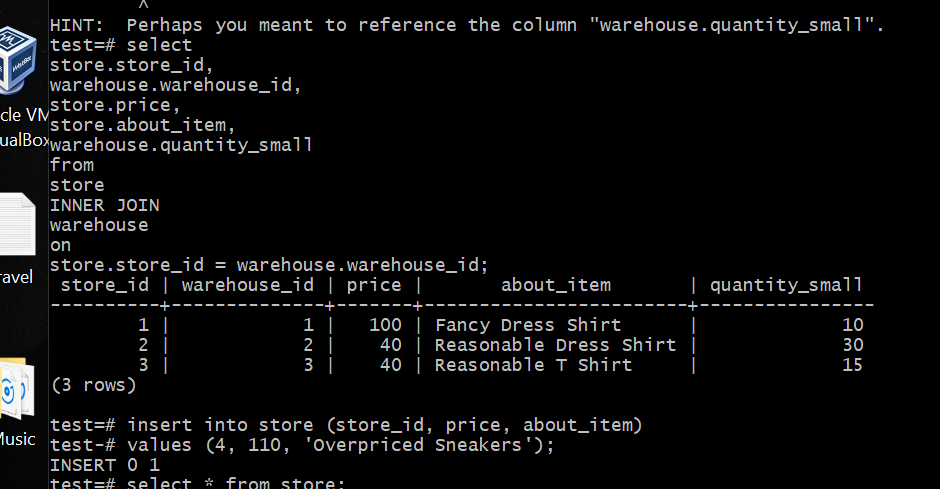 ^
HINT:  Perhaps you meant to reference the column "warehouse.quantity_small".
test=# select
store.store_id,
warehouse.warehouse_id,
store.price,
store.about_item,
warehouse.quantity_small
from
store
INNER JOIN
warehouse
on
store.store_id = warehouse.warehouse_id;
 store_id | warehouse_id | price |       about_item       | quantity_small
----------+--------------+-------+------------------------+----------------
        1 |            1 |   100 | Fancy Dress Shirt      |             10
        2 |            2 |    40 | Reasonable Dress Shirt |             30
        3 |            3 |    40 | Reasonable T Shirt     |             15
(3 rows)
test=# insert into store (store_id, price, about_item)
test-# values (4, 110, 'Overpriced Sneakers');
INSERT 0 1
test=# select * from store;
cle VM
ualBox
ravel
Music